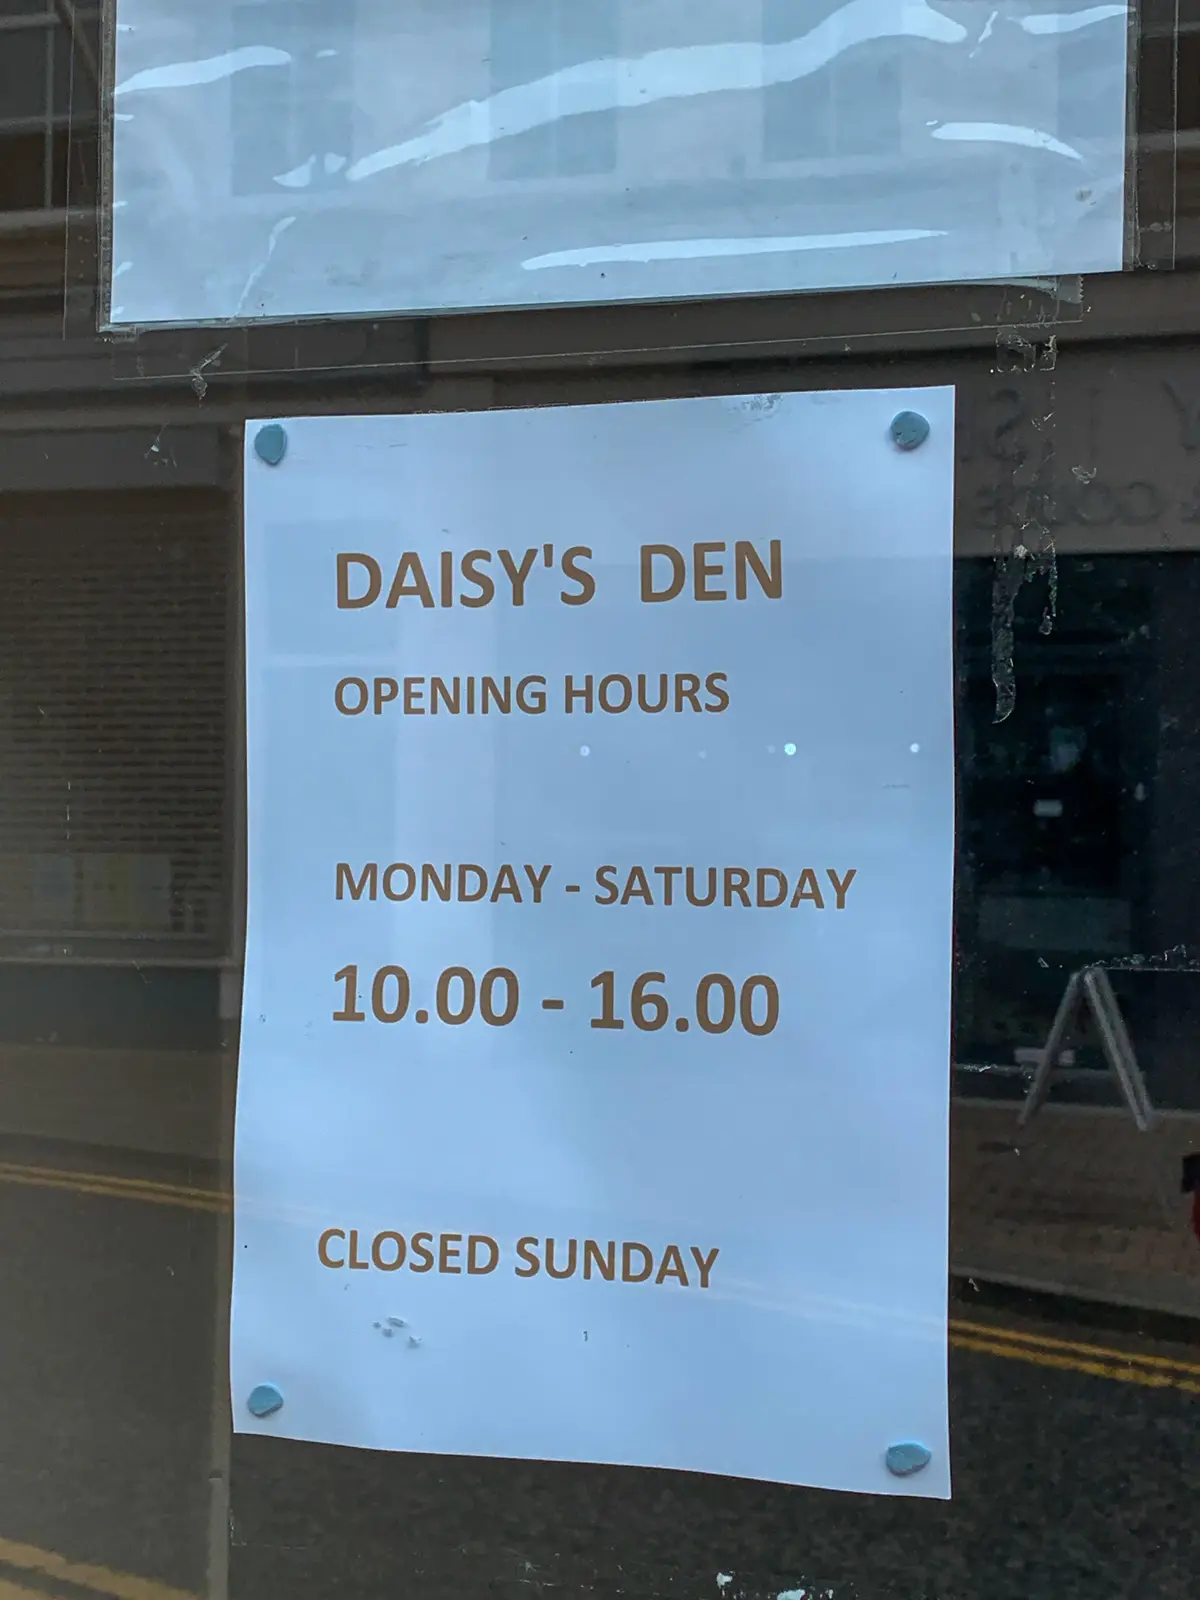 DAISY'S DEN
OPENING HOURS
MONDAY - SATURDAY
10.00 - 16.00
CLOSED SUNDAY